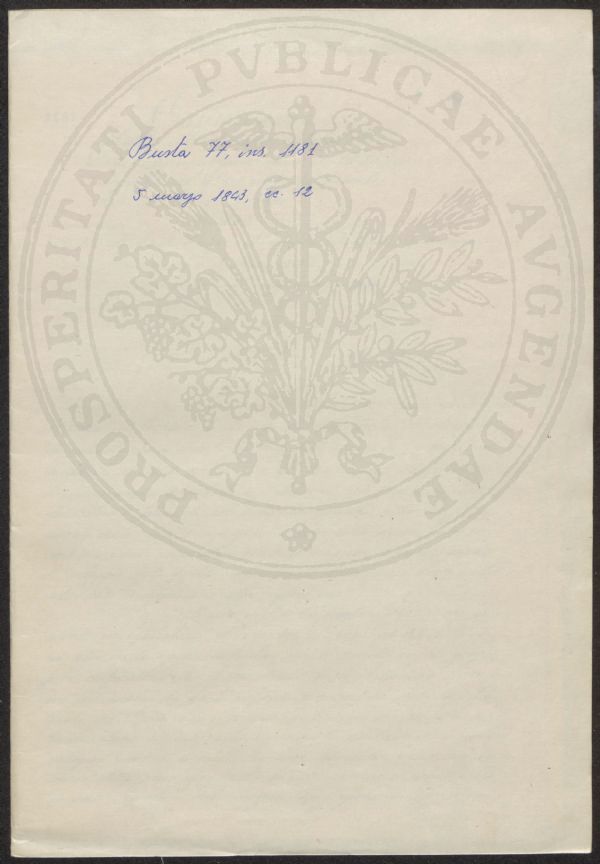 PROSPERITATI PVBLICAE AVGENDAE
Busta 77, ins. 1181
5 marzo 1843, cc. 12